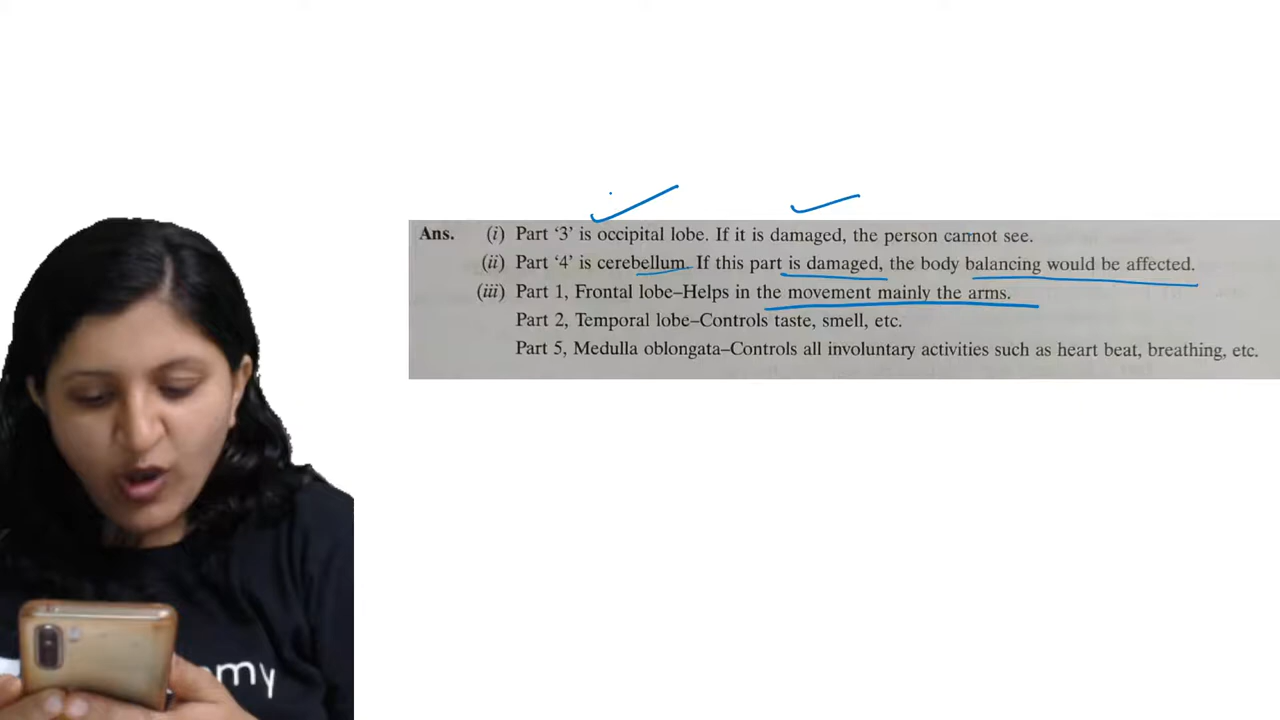 Ans. (i) Part ‘3’ is occipital lobe. If it is damaged, the person cannot see.
(ii) Part ‘4’ is cerebellum. If this part is damaged, the body balancing would be affected.
(iii) Part 1, Frontal lobe–Helps in the movement mainly the arms.
Part 2, Temporal lobe–Controls taste, smell, etc.
Part 5, Medulla oblongata–Controls all involuntary activities such as heart beat, breathing, etc.